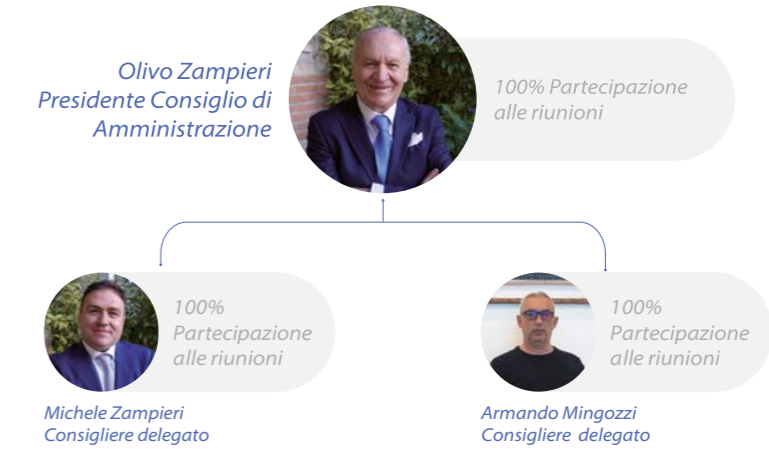 Olivo Zampieri
Presidente Consiglio di
Amministrazione
100% Partecipazione
alle riunioni
100%
Partecipazione
alle riunioni
Michele Zampieri
Consigliere delegato
100%
Partecipazione
alle riunioni
Armando Mingozzi
Consigliere delegato